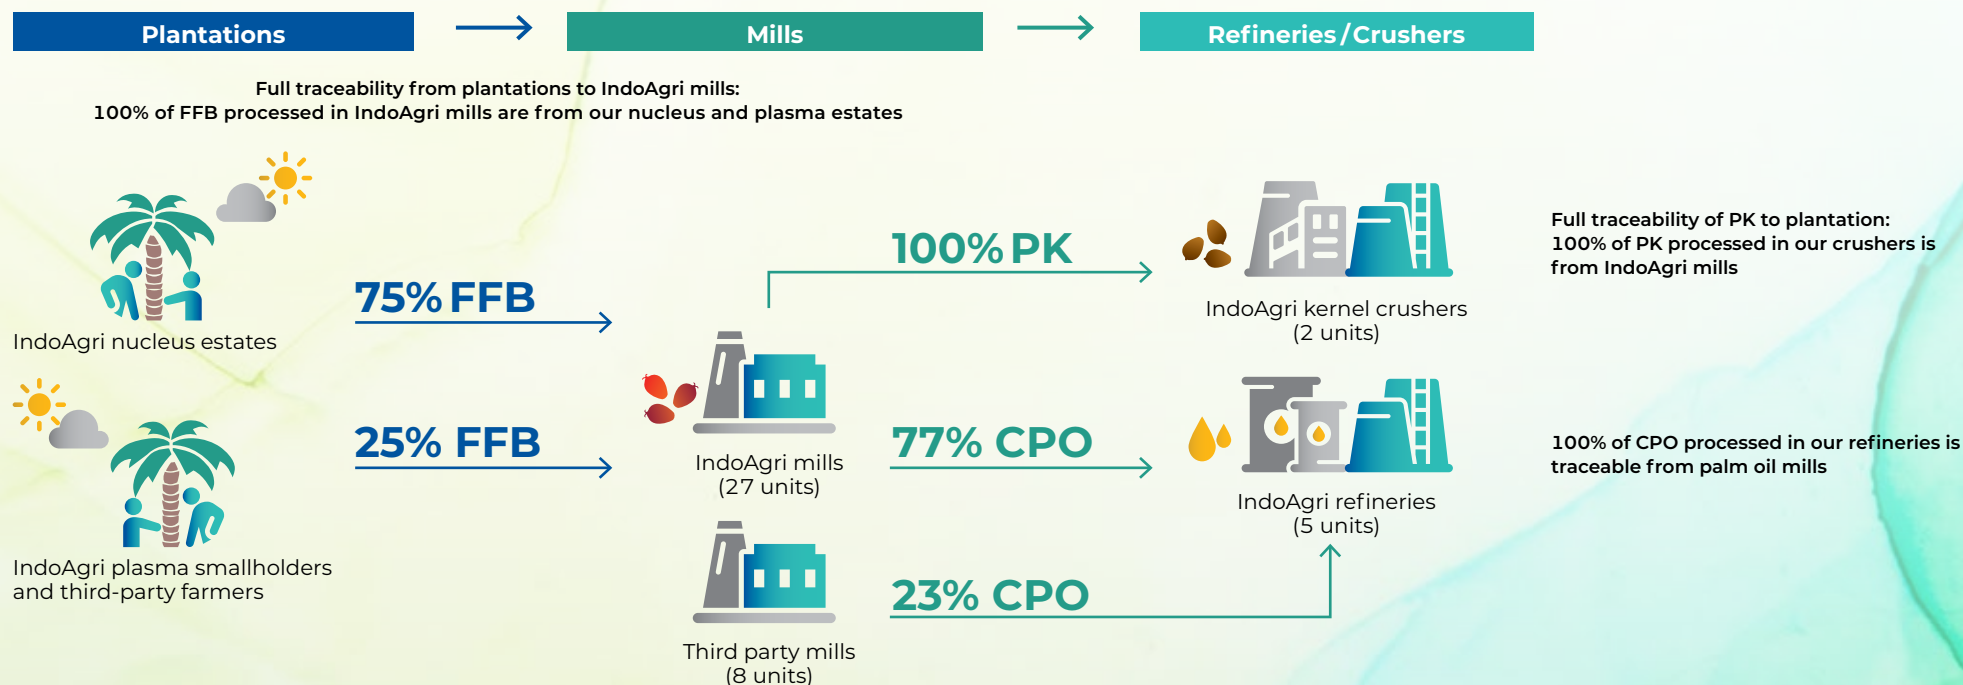 Plantations
Mills
Refineries/Crushers
Full traceability from plantations to IndoAgri mills:
100% of FFB processed in IndoAgri mills are from our nucleus and plasma estates
IndoAgri nucleus estates
75% FFB
IndoAgri plasma smallholders
and third-party farmers
25% FFB
IndoAgri mills
(27 units)
Third party mills
(8 units)
100% PK
77% CPO
23% CPO
IndoAgri kernel crushers
(2 units)
IndoAgri refineries
(5 units)
Full traceability of PK to plantation:
100% of PK processed in our crushers is
from IndoAgri mills
100% of CPO processed in our refineries is
traceable from palm oil mills